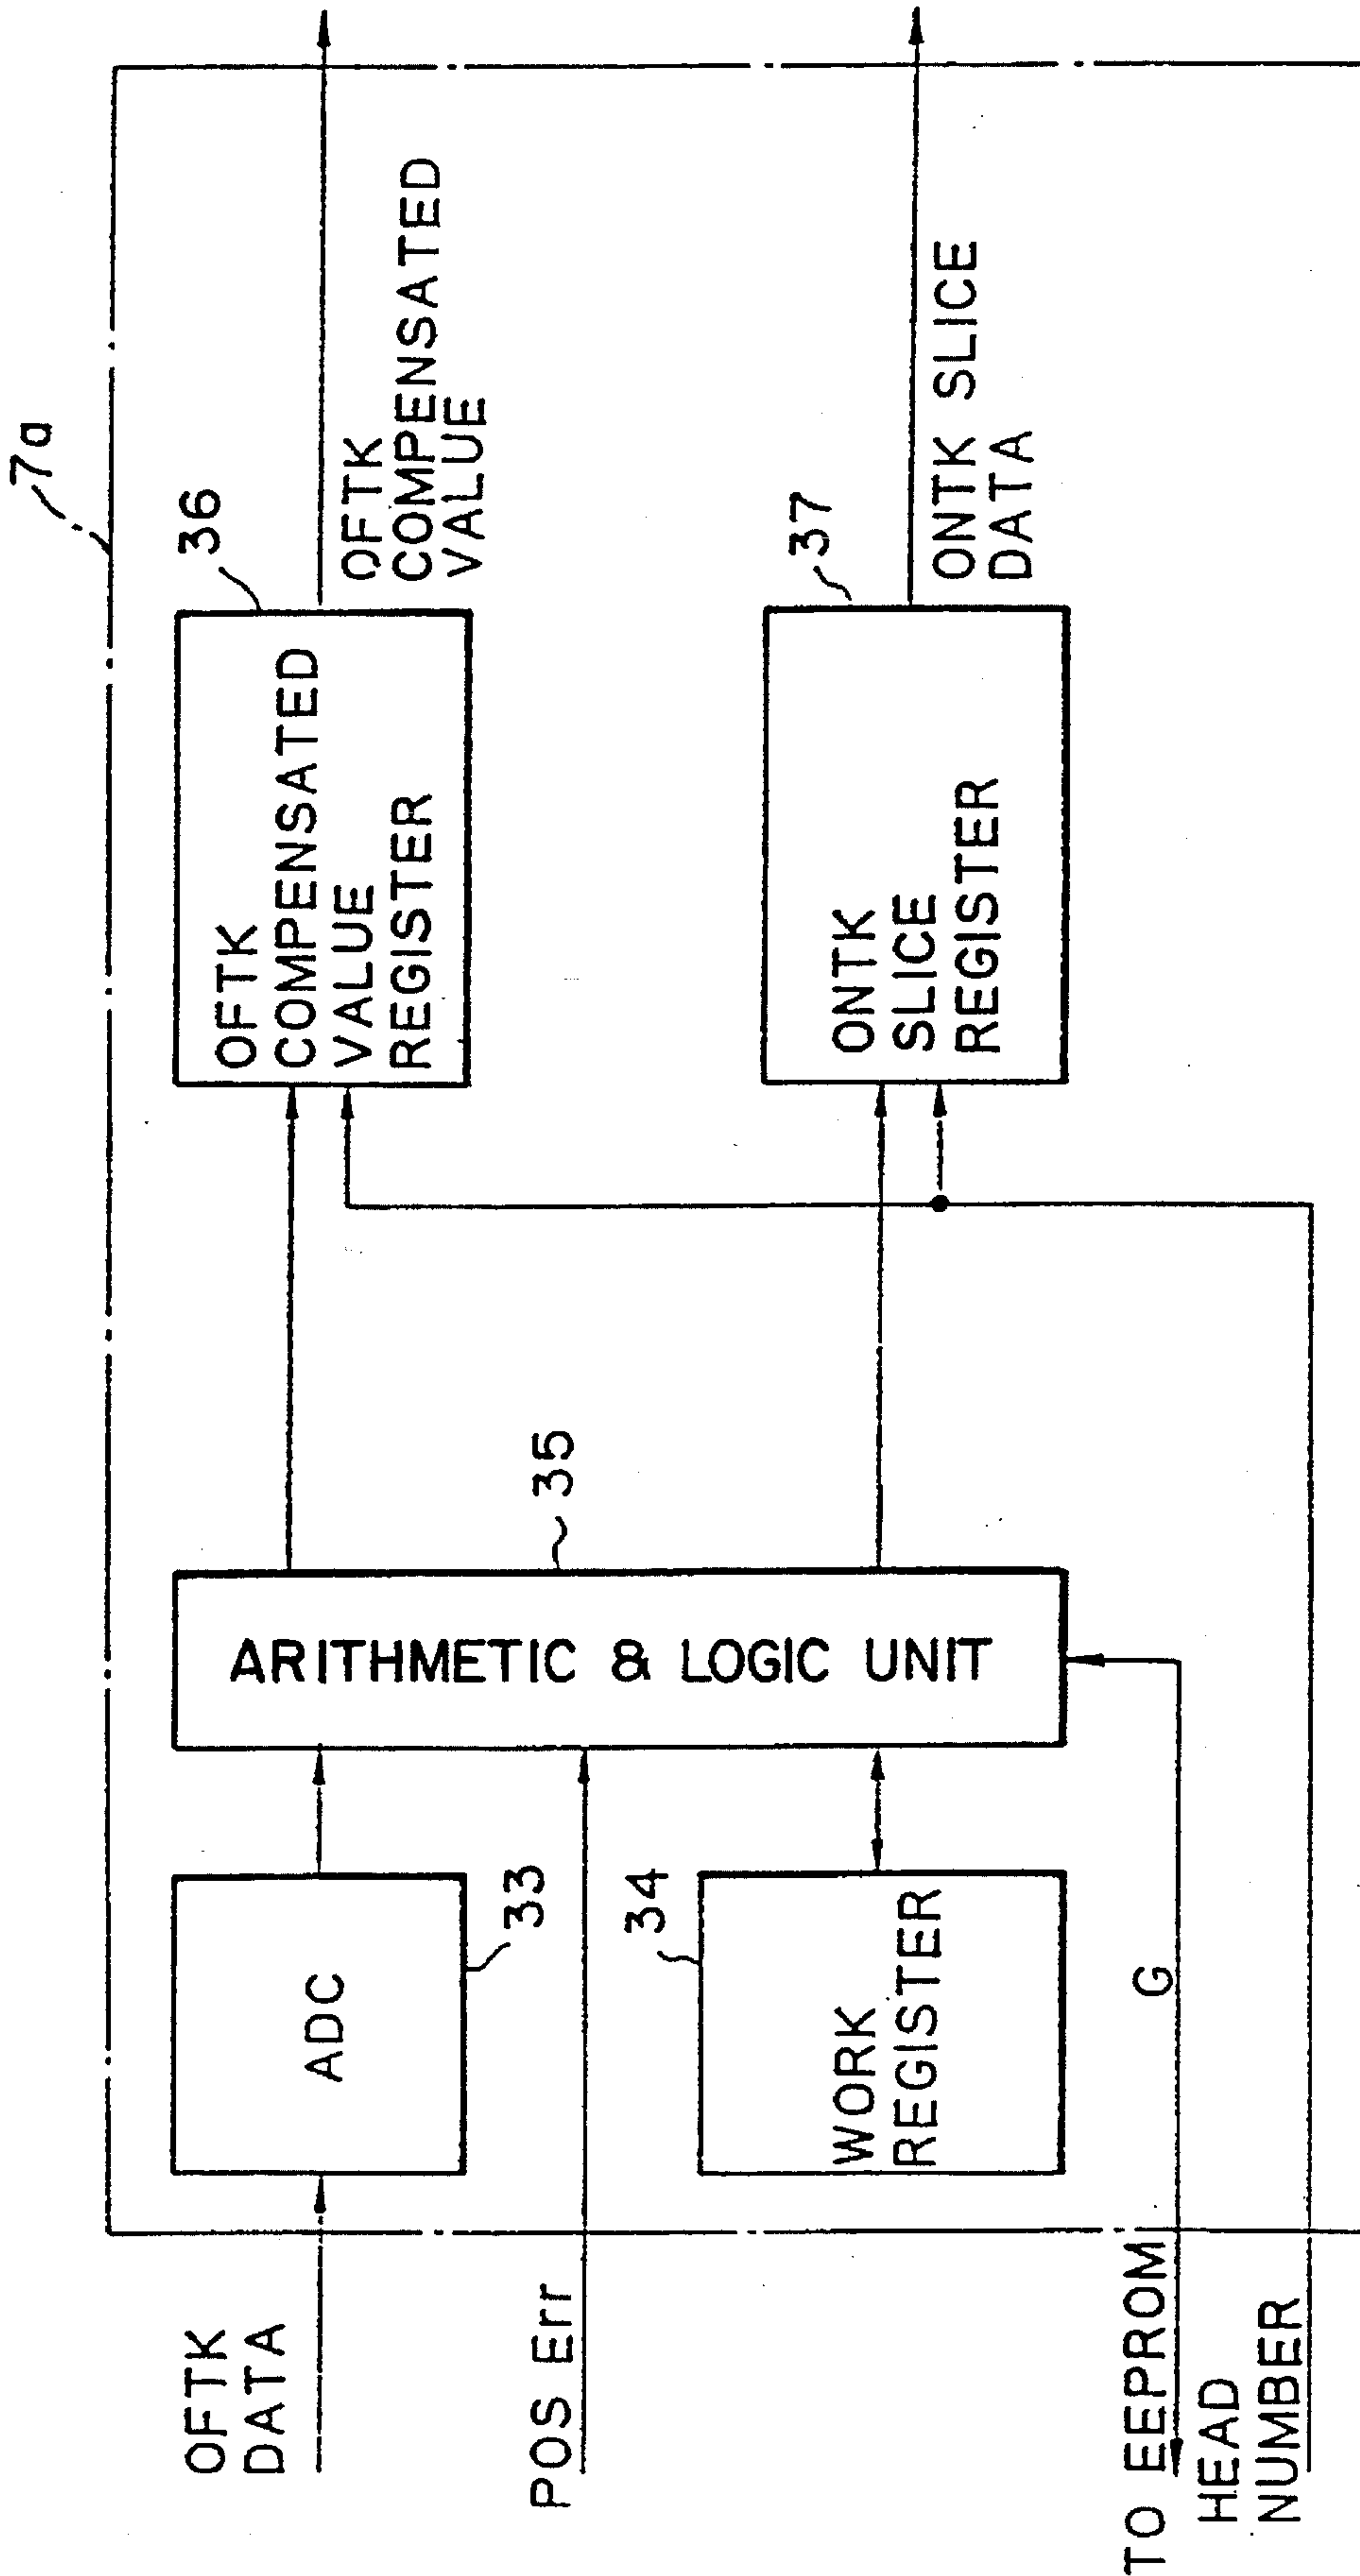 7a
OFTK
DATA
ADC
33
POS Err
34
WORK
REGISTER
G
TO EEPROM
HEAD
NUMBER
35
ARITHMETIC & LOGIC UNIT
36
OFTK
COMPENSATED
VALUE
REGISTER
OFTK
COMPENSATED
VALUE
37
ONTK
SLICE
REGISTER
ONTK SLICE
DATA